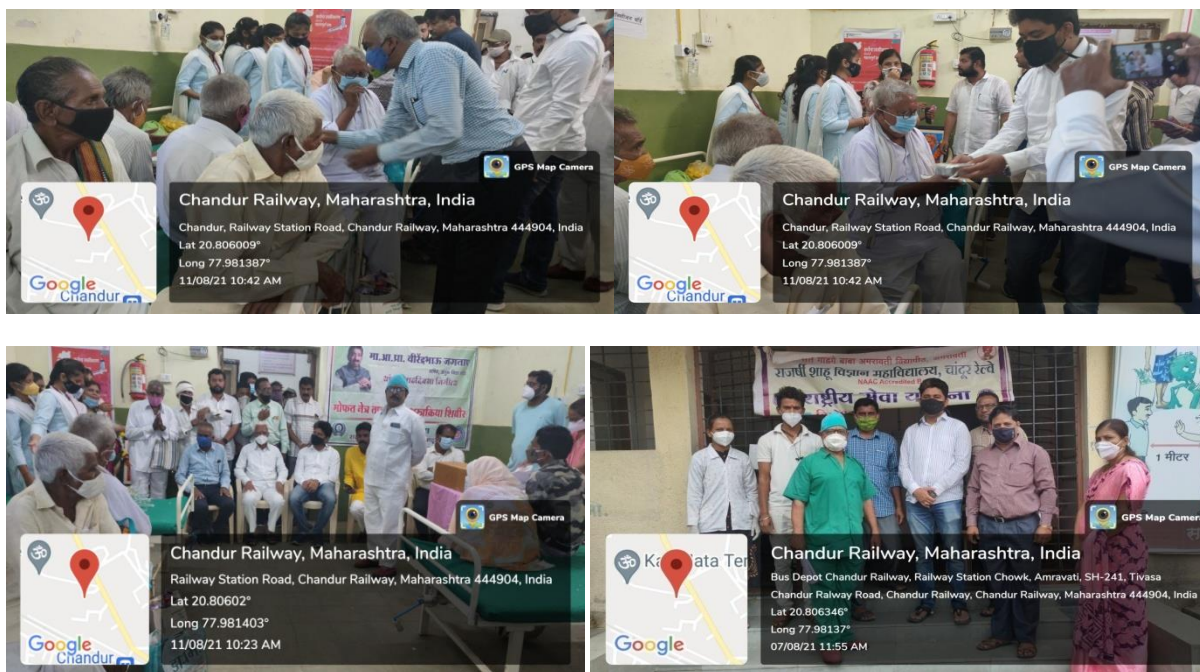 GPS Map Camera
Google
Chandur
Chandur Railway, Maharashtra, India
Chandur, Railway Station Road, Chandur Railway, Maharashtra 444904, India
Lat 20.806009°
Long 77.981387°
11/08/21 10:42 AM
GPS Map Camera
Google
Chandur
Chandur Railway, Maharashtra, India
Chandur, Railway Station Road, Chandur Railway, Maharashtra 444904, India
Lat 20.806009°
Long 77.981387°
11/08/21 10:42 AM
मा.आ.प्रा. वीरेंद्रभाऊ जगताप
मोफत नेत्र
शिबीर
GPS Map Camera
Google
Chandur
Chandur Railway, Maharashtra, India
Railway Station Road, Chandur Railway, Maharashtra 444904, India
Lat 20.80602°
Long 77.981403°
11/08/21 10:23 AM
संत गाडगे बाबा अमरावती विद्यापीठ, अमरावती
राजर्षी शाहू विज्ञान महाविद्यालय, चांदूर रेल्वे
NAAC Accredited
राष्ट्रीय सेवा
1 मीटर
GPS Map Camera
Google
Chandur Railway, Maharashtra, India
Bus Depot Chandur Railway, Railway Station Chowk, Amravati, SH-241, Tivasa
Chandur Ralway Road, Chandur Railway, Chandur Railway, Maharashtra 444904, India
Lat 20.806346°
Long 77.98137°
07/08/21 11:55 AM